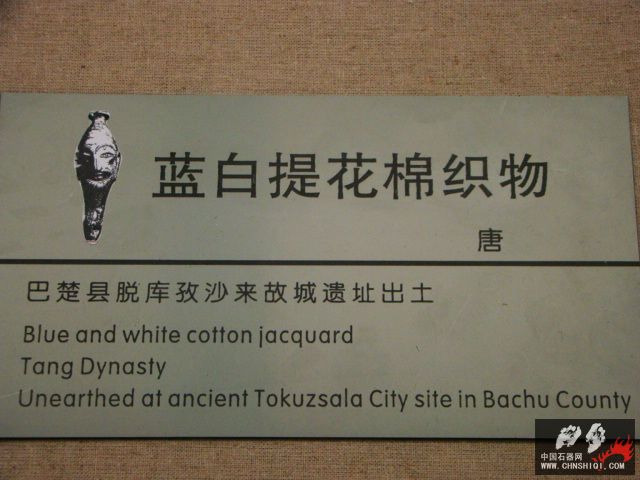 蓝白提花棉织物
唐
巴楚县脱库孜沙来故城遗址出土
Blue and white cotton jacquard
Tang Dynasty
Unearthed at ancient Tokuzsala City site in Bachu County
中国石器网
WWW.CHNSHIQI.COM